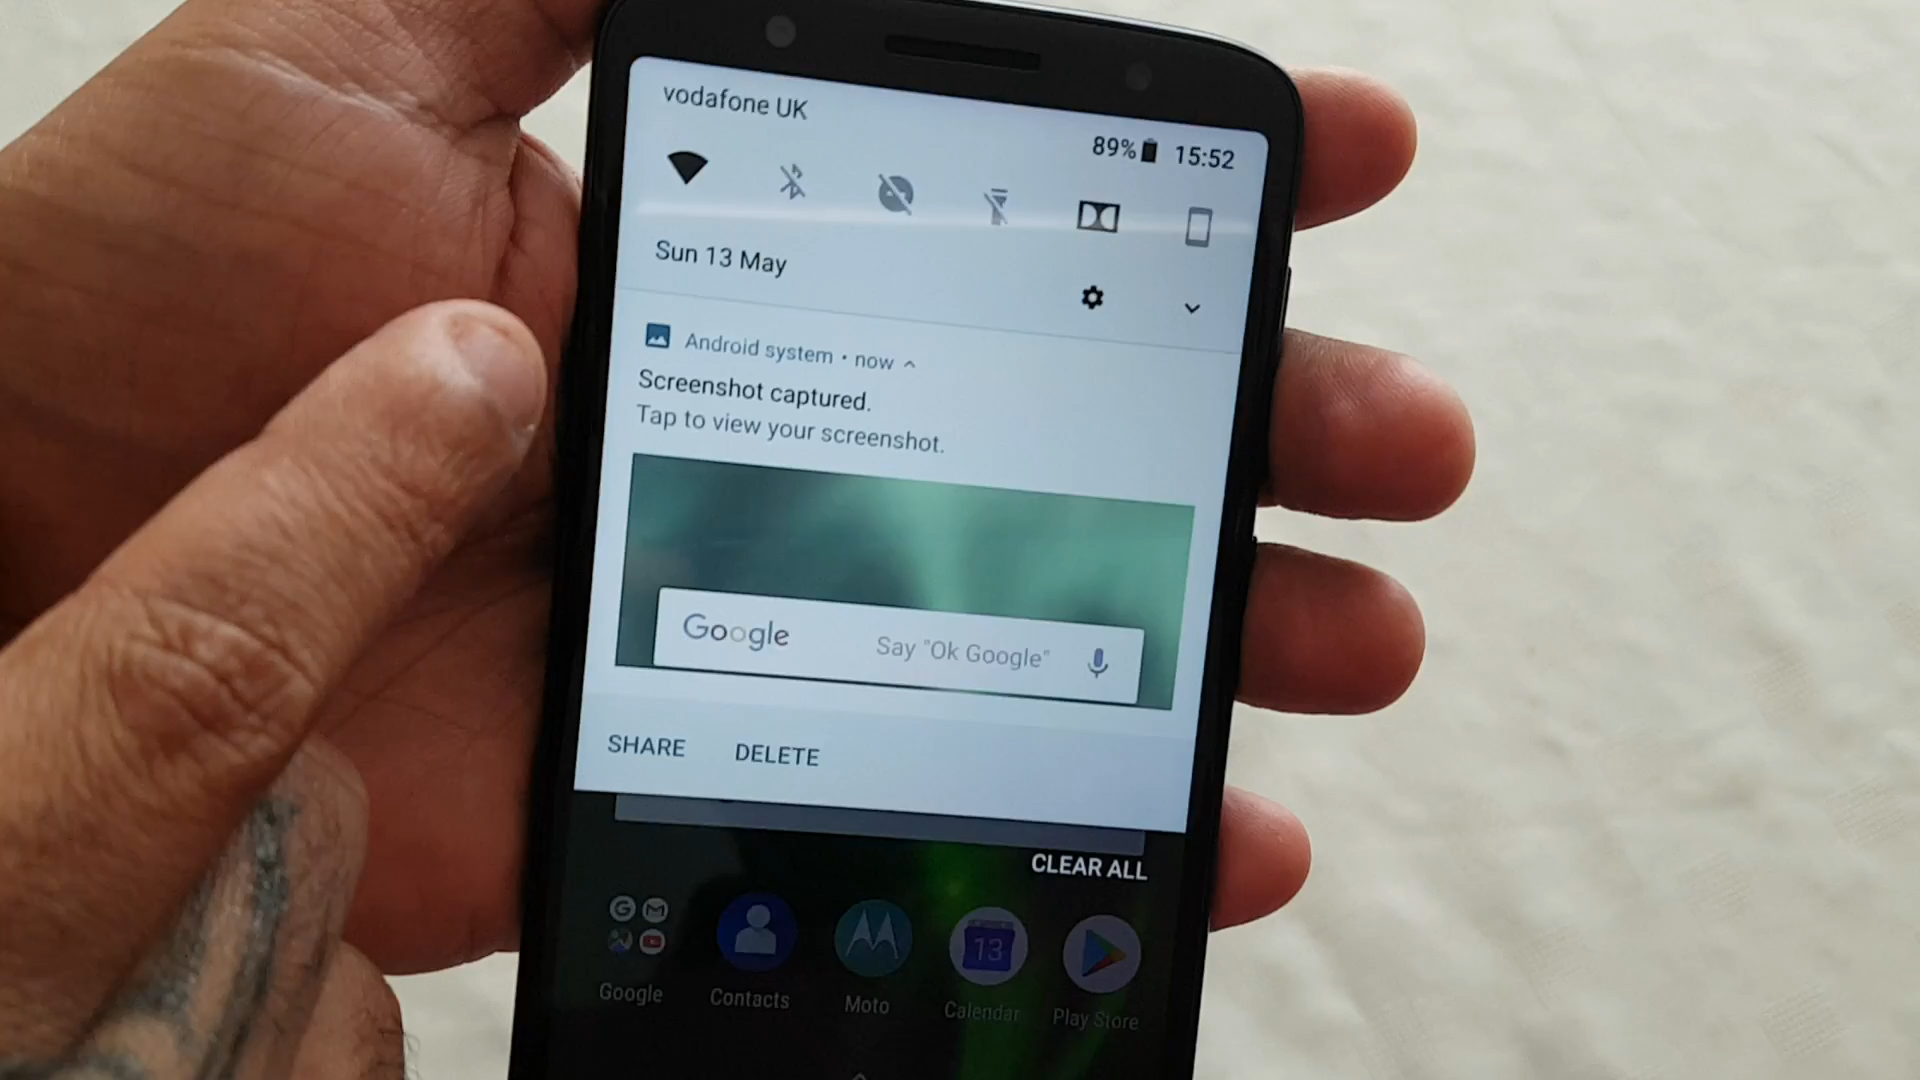 vodafone UK
89% 15:52
Sun 13 May
Android system • now
Screenshot captured.
Tap to view your screenshot.
Google Say "Ok Google"
SHARE DELETE
CLEAR ALL
G M
13
Google Contacts Moto Calendar Play Store